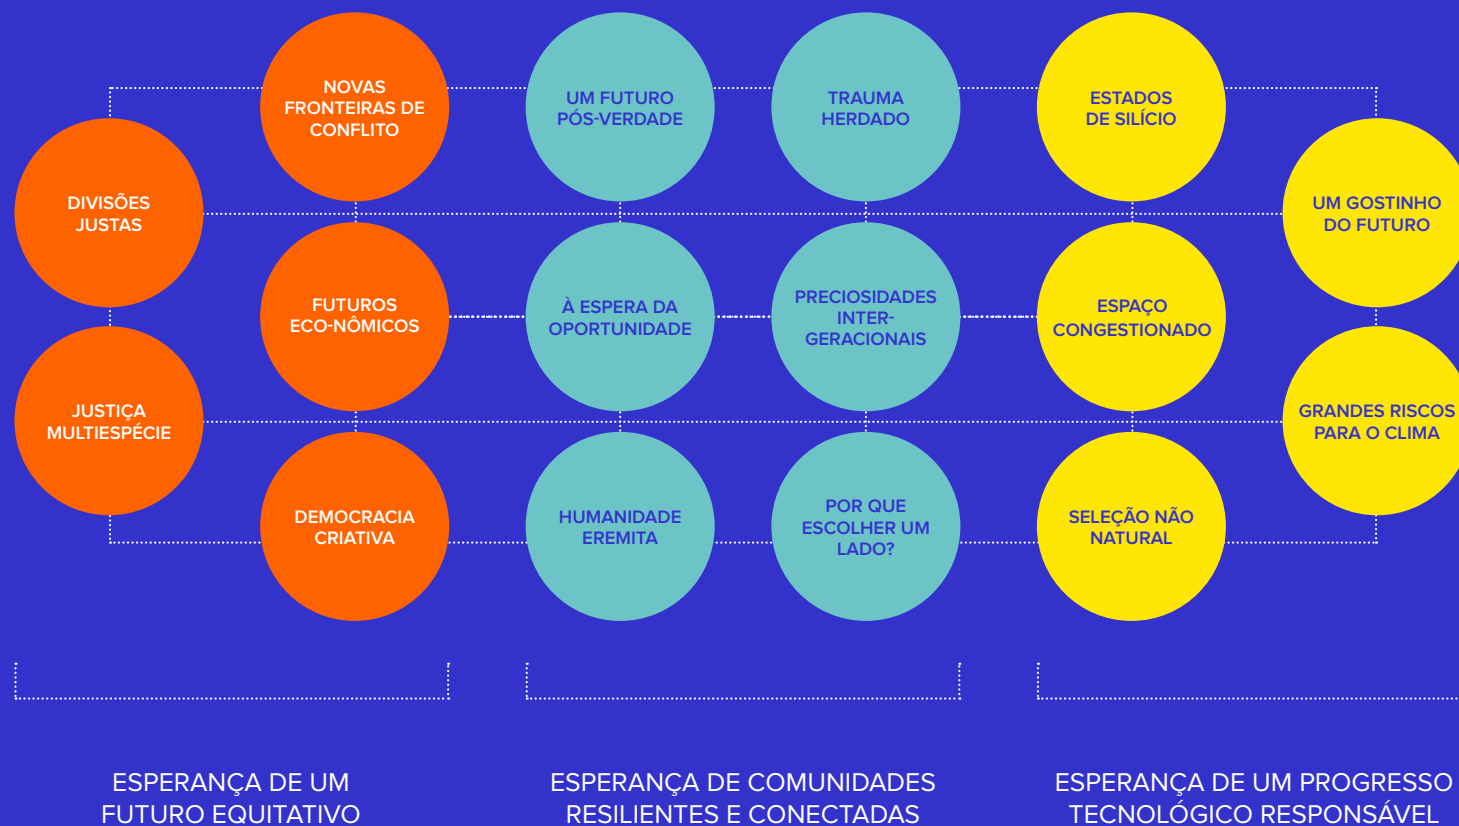 NOVAS
FRONTEIRAS DE
CONFLITO
UM FUTURO
PÓS-VERDADE
TRAUMA
HERDADO
ESTADOS
DE SILÍCIO
DIVISÕES
JUSTAS
UM GOSTINHO
DO FUTURO
FUTUROS
ECO-NÔMICOS
À ESPERA DA
OPORTUNIDADE
PRECIOSIDADES
INTER-
GERACIONAIS
ESPAÇO
CONGESTIONADO
JUSTIÇA
MULTIESPÉCIE
GRANDES RISCOS
PARA O CLIMA
DEMOCRACIA
CRIATIVA
HUMANIDADE
EREMITA
POR QUE
ESCOLHER UM
LADO?
SELEÇÃO NÃO
NATURAL
ESPERANÇA DE UM
FUTURO EQUITATIVO
ESPERANÇA DE COMUNIDADES
RESILIENTES E CONECTADAS
ESPERANÇA DE UM PROGRESSO
TECNOLÓGICO RESPONSÁVEL